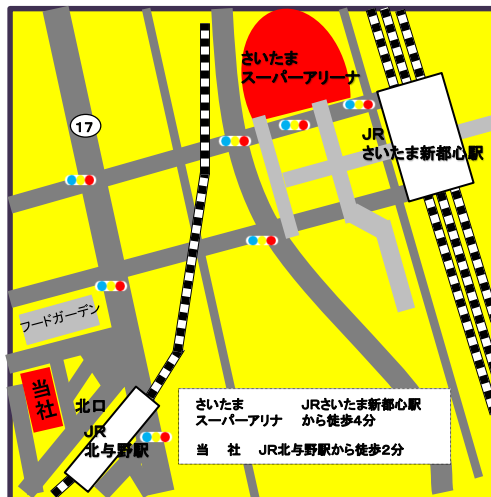 さいたま
スーパーアリーナ
17
JR
さいたま新都心駅
フードガーデン
当社
北口
JR
北与野駅
さいたま JRさいたま新都心駅
スーパーアリナ から徒歩4分
当 社 JR北与野駅から徒歩2分